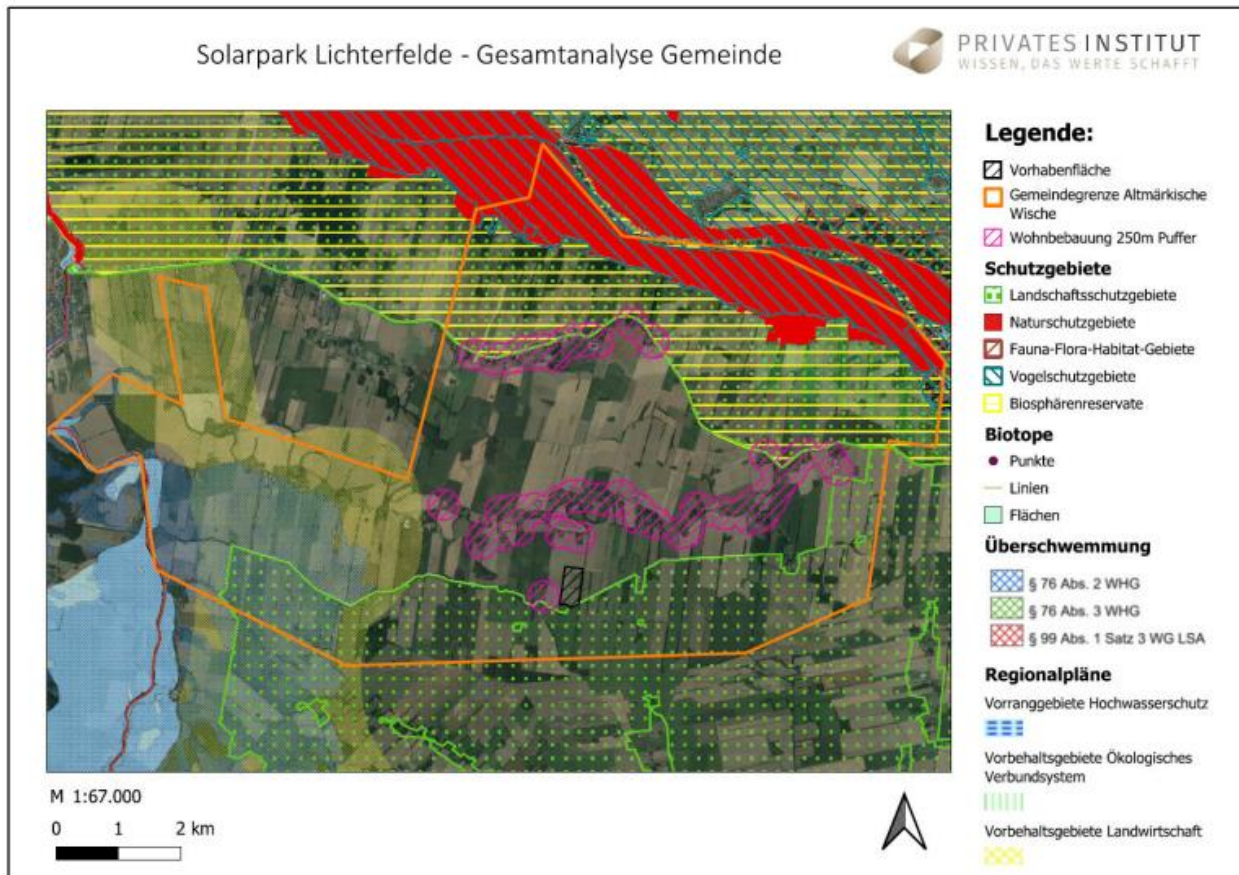 Solarpark Lichterfelde - Gesamtanalyse Gemeinde
PRIVATES INSTITUT
WISSEN, DAS WERTE SCHAFFT
Legende:
Vorhabenfläche
Gemeindegrenze Altmärkische
Wische
Wohnbebauung 250m Puffer
Schutzgebiete
Landschaftsschutzgebiete
Naturschutzgebiete
Fauna-Flora-Habitat-Gebiete
Vogelschutzgebiete
Biosphärenreservate
Biotope
Punkte
Linien
Flächen
Überschwemmung
§ 76 Abs. 2 WHG
§ 76 Abs. 3 WHG
§ 99 Abs. 1 Satz 3 WG LSA
Regionalpläne
Vorranggebiete Hochwasserschutz
Vorbehaltsgebiete Ökologisches
Verbundsystem
Vorbehaltsgebiete Landwirtschaft
M 1:67.000
0 1 2 km